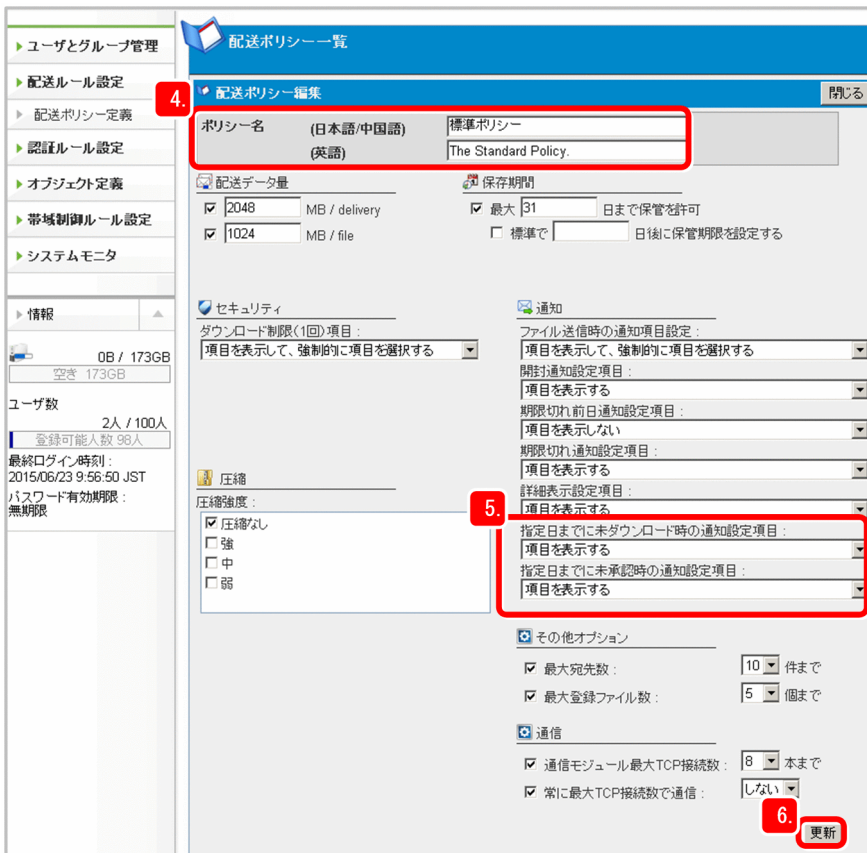 ユーザとグループ管理
配送ルール設定
配送ポリシー定義
認証ルール設定
オブジェクト定義
帯域制御ルール設定
システムモニタ
情報
0B / 173GB
空き 173GB
ユーザ数
2人 / 100人
登録可能人数 98人
最終ログイン時刻 :
2015/06/23 9:56:50 JST
パスワード有効期限 :
無期限
配送ポリシー一覧
4.
配送ポリシー編集
閉じる
ポリシー名 (日本語/中国語) 標準ポリシー
(英語) The Standard Policy.
配送データ量
2048 MB / delivery
1024 MB / file
保存期間
最大 31 日まで保管を許可
標準で 日後に保管期限を設定する
セキュリティ
ダウンロード制限(1回)項目 :
項目を表示して、強制的に項目を選択する
圧縮
圧縮強度 :
圧縮なし
強
中
弱
通知
ファイル送信時の通知項目設定 :
項目を表示して、強制的に項目を選択する
開封通知設定項目 :
項目を表示する
期限切れ前日通知設定項目 :
項目を表示しない
期限切れ通知設定項目 :
項目を表示する
詳細表示設定項目 :
項目を表示する
5.
指定日までに未ダウンロード時の通知設定項目 :
項目を表示する
指定日までに未承認時の通知設定項目 :
項目を表示する
その他オプション
最大宛先数 : 10 件まで
最大登録ファイル数 : 5 個まで
通信
通信モジュール最大TCP接続数 : 8 本まで
常に最大TCP接続数で通信 : しない
6.
更新